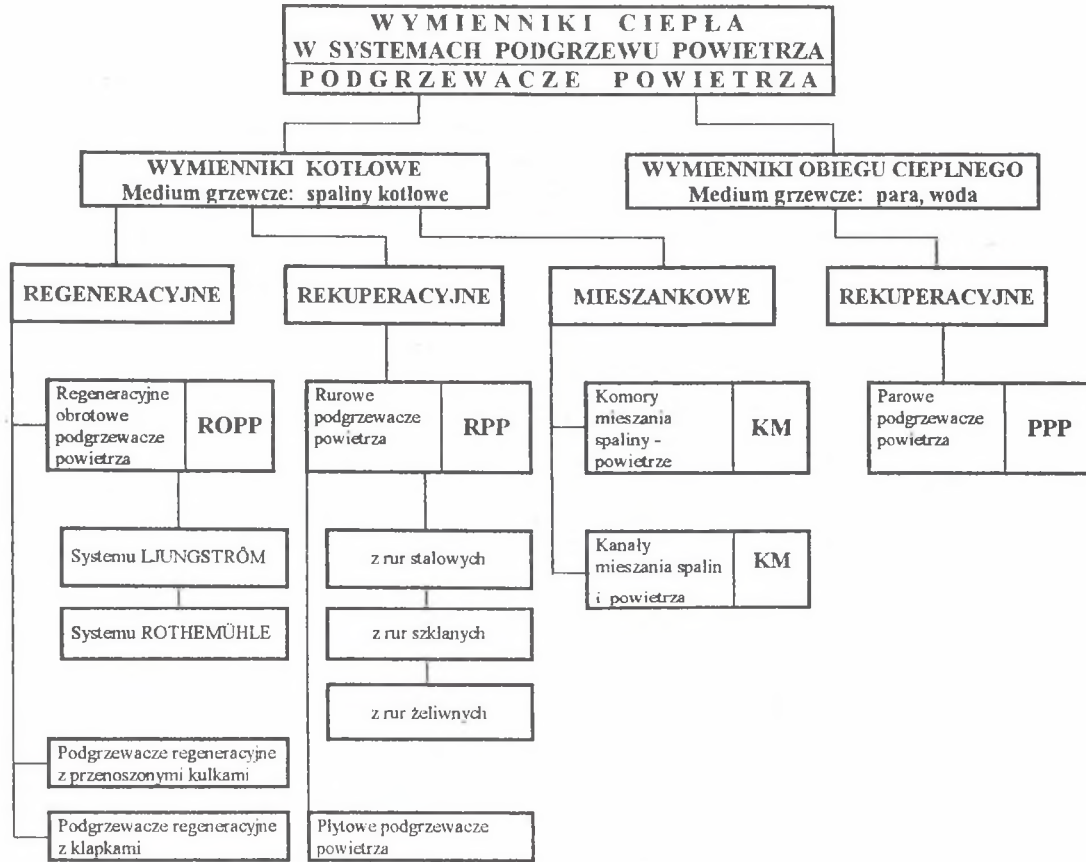 WYMIENNIKI CIEPŁA
W SYSTEMACH PODGRZEWU POWIETRZA
PODGRZEWACZE POWIETRZA
WYMIENNIKI KOTŁOWE
Medium grzewcze: spaliny kotłowe
WYMIENNIKI OBIEGU CIEPLNEGO
Medium grzewcze: para, woda
REGENERACYJNE
REKUPERACYJNE
MIESZANKOWE
REKUPERACYJNE
Regeneracyjne
obrotowe
podgrzewacze
powietrza
ROPP
Rurowe
podgrzewacze
powietrza
RPP
Komory
mieszania
spaliny -
powietrze
KM
Parowe
podgrzewacze
powietrza
PPP
Systemu LJUNGSTRÔM
Systemu ROTHEMÜHLE
z rur stalowych
z rur szklanych
z rur żeliwnych
Kanały
mieszania spalin
i powietrza
KM
Podgrzewacze regeneracyjne
z przenoszonymi kulkami
Podgrzewacze regeneracyjne
z klapkami
Płytowe podgrzewacze
powietrza